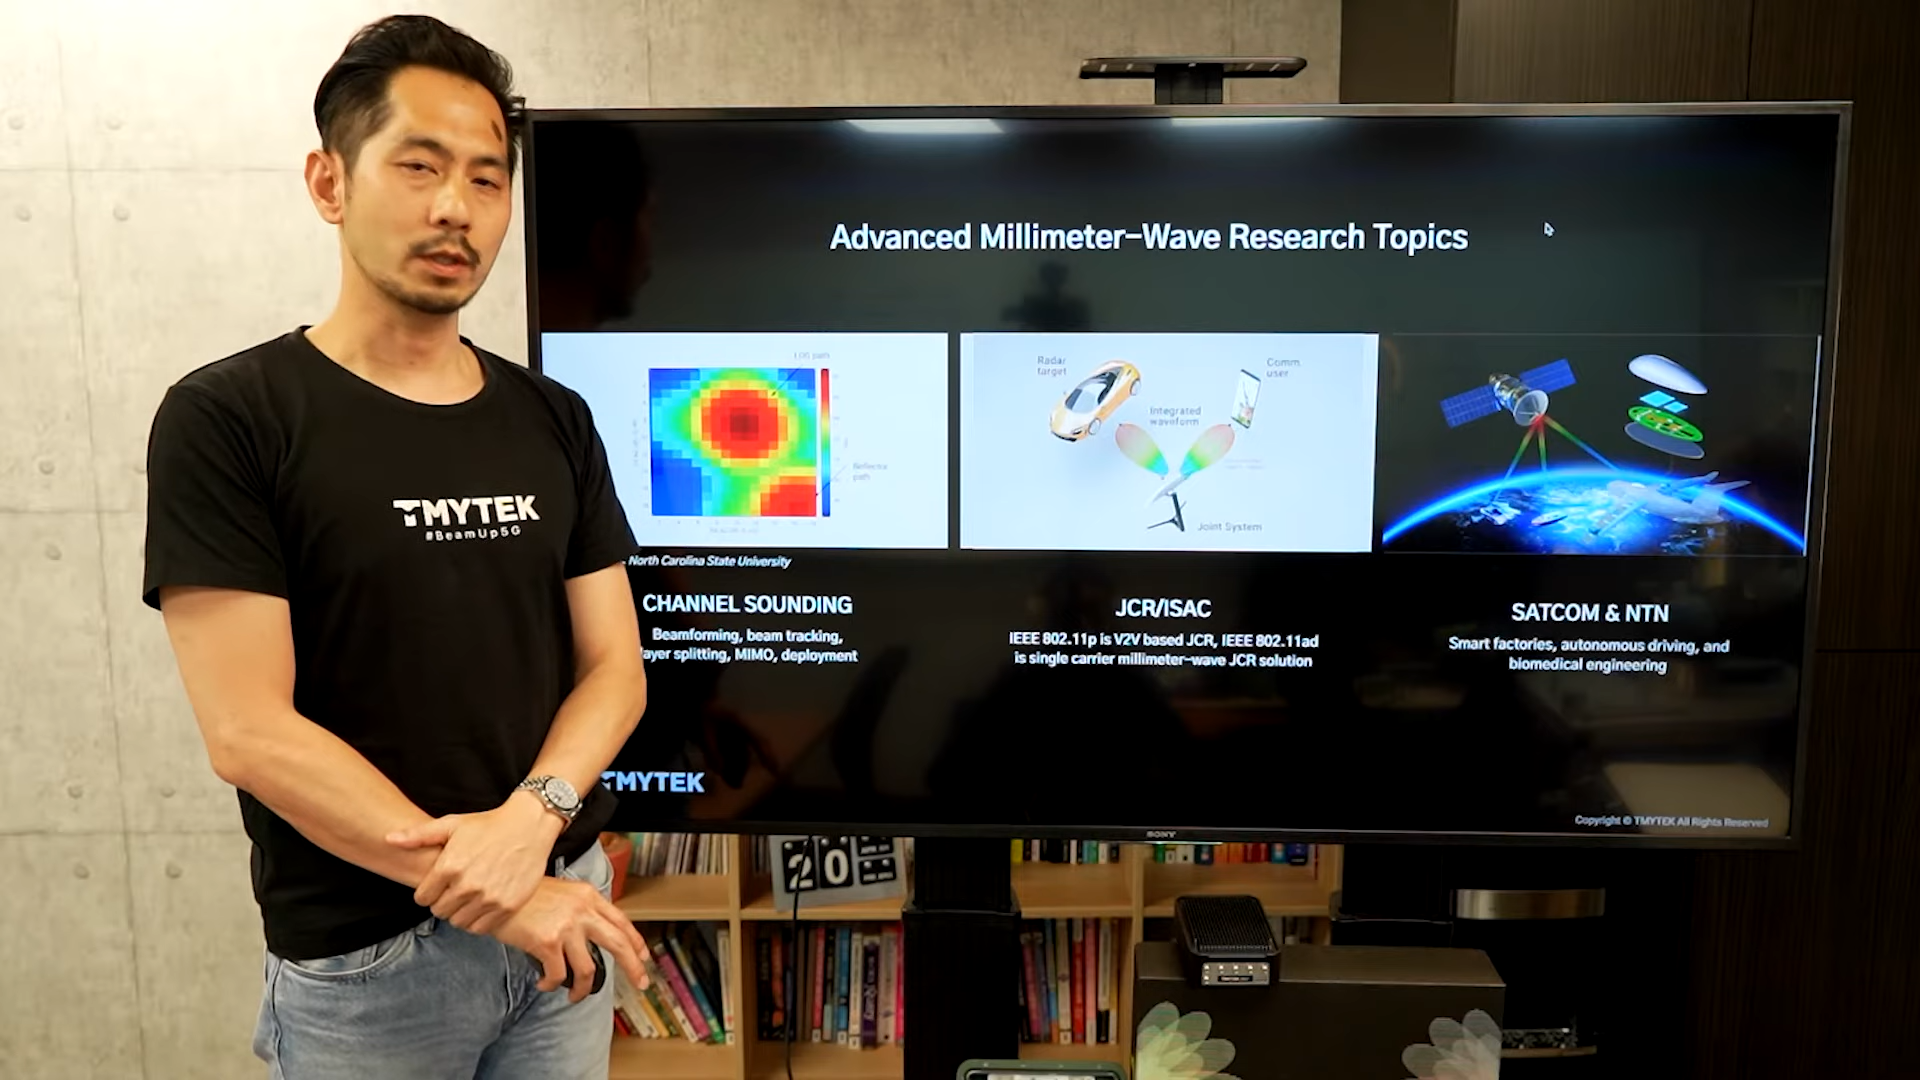 Advanced Millimeter-Wave Research Topics
LOS path
Reflector
path
Radar
target
Integrated
waveform
Comm.
user
Joint System
North Carolina State University
CHANNEL SOUNDING
Beamforming, beam tracking,
layer splitting, MIMO, deployment
JCR/ISAC
IEEE 802.11p is V2V based JCR, IEEE 802.11ad
is single carrier millimeter-wave JCR solution
SATCOM & NTN
Smart factories, autonomous driving, and
biomedical engineering
TMYTEK
Copyright © TMYTEK All Rights Reserved
SONY
TMYTEK
#BeamUp5G
20